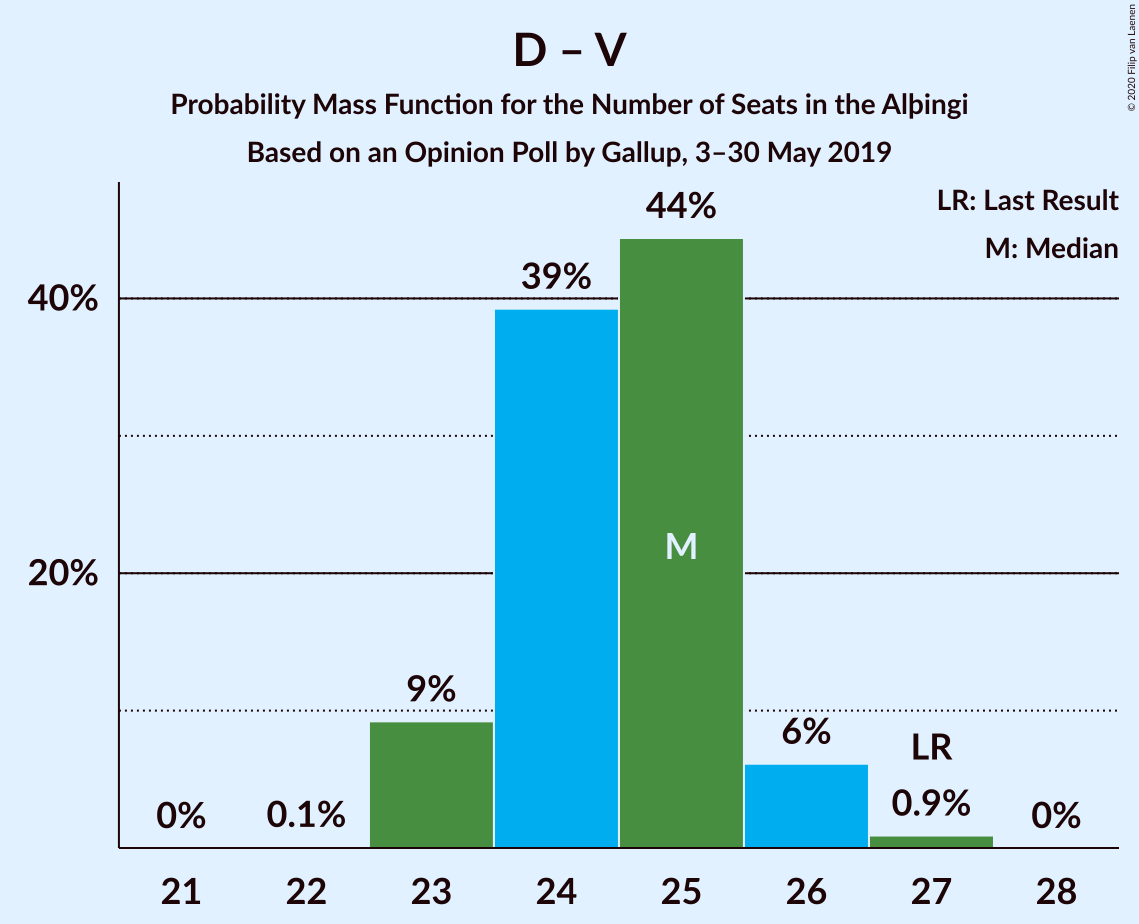 D – V
Probability Mass Function for the Number of Seats in the Alþingi
Based on an Opinion Poll by Gallup, 3–30 May 2019
© 2020 Filip van Laenen
LR: Last Result
M: Median
44%
39%
40%
M
20%
9%
6%
LR
0%
0.1%
0.9%
0%
21 22 23 24 25 26 27 28